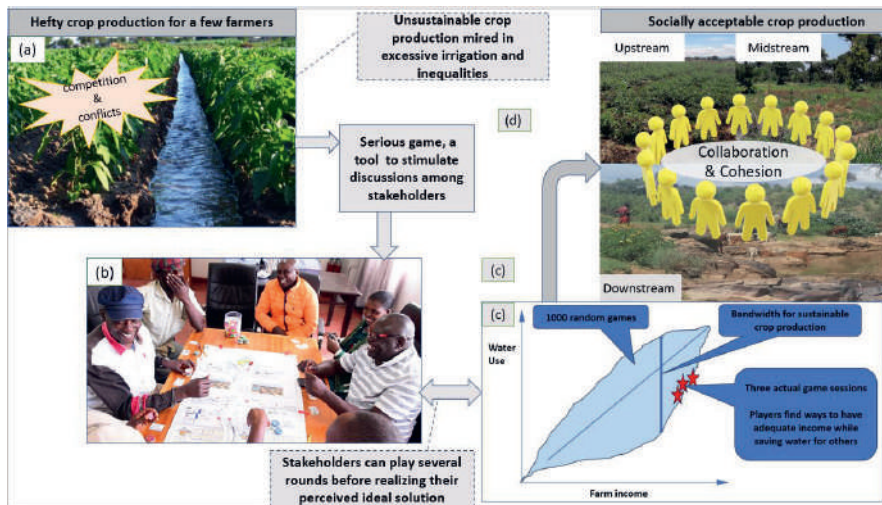 Hefty crop production for a few farmers
(a)
competition
&
conflicts
Unsustainable crop
production mired in
excessive irrigation and
inequalities
Serious game, a
tool to stimulate
discussions among
stakeholders
(b)
Stakeholders can play several
rounds before realizing their
perceived ideal solution
(d)
Socially acceptable crop production
Upstream
Midstream
Collaboration
& Cohesion
Downstream
(c)
(c)
1000 random games
Bandwidth for sustainable
crop production
Water
Use
Three actual game sessions
Players find ways to have
adequate income while
saving water for others
Farm income